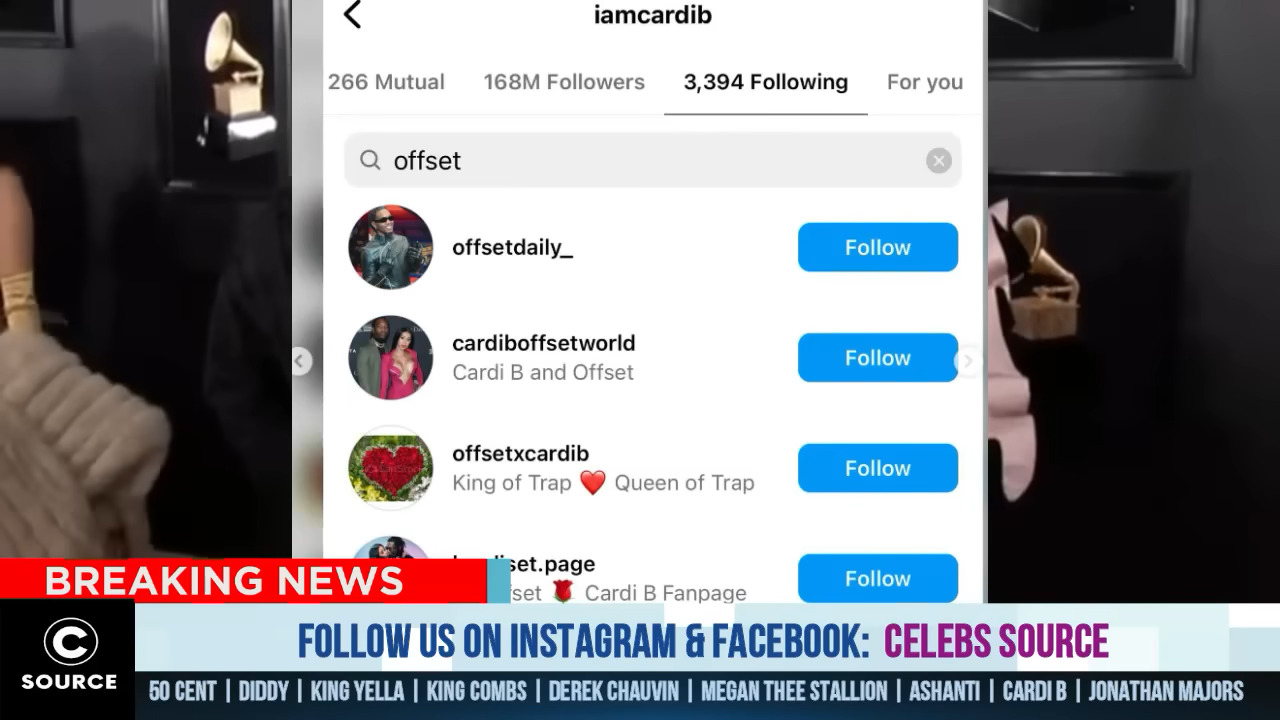 iamcardib
266 Mutual
168M Followers
3,394 Following
For you
offset
offsetdaily_
Follow
cardiboffsetworld
Cardi B and Offset
Follow
offsetxcardib
King of Trap ❤️ Queen of Trap
Follow
set.page
set 🌹 Cardi B Fanpage
Follow
BREAKING NEWS
C
SOURCE
FOLLOW US ON INSTAGRAM & FACEBOOK: CELEBS SOURCE
50 CENT | DIDDY | KING YELLA | KING COMBS | DEREK CHAUVIN | MEGAN THEE STALLION | ASHANTI | CARDI B | JONATHAN MAJORS